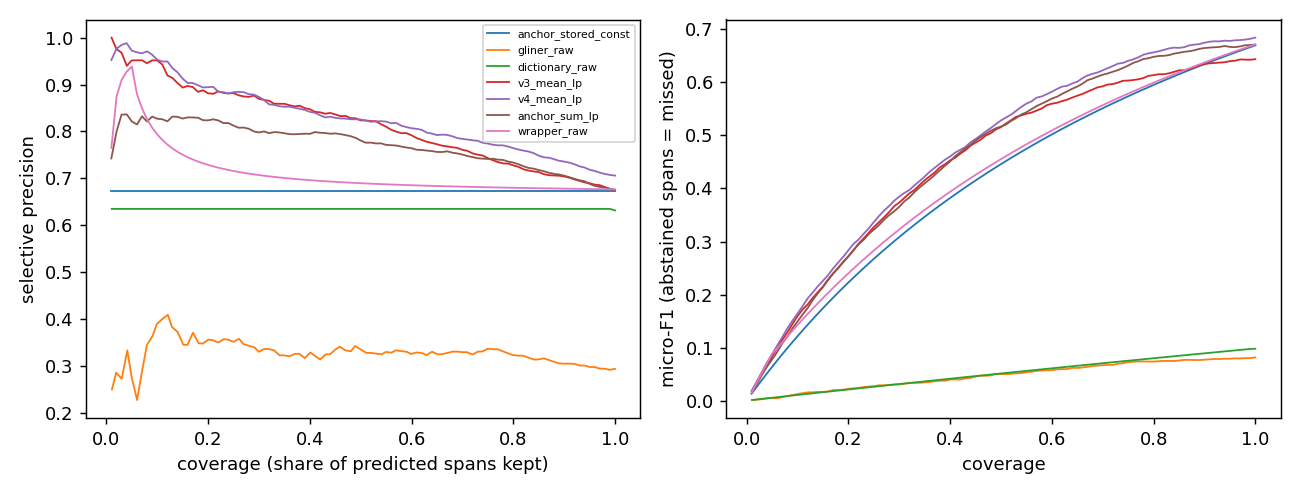 1.0
0.9
0.8
0.7
0.6
0.5
0.4
0.3
0.2
selective precision
0.0
0.2
0.4
0.6
0.8
1.0
coverage (share of predicted spans kept)
anchor_stored_const
gliner_raw
dictionary_raw
v3_mean_lp
v4_mean_lp
anchor_sum_lp
wrapper_raw
0.7
0.6
0.5
0.4
0.3
0.2
0.1
0.0
micro-F1 (abstained spans = missed)
0.0
0.2
0.4
0.6
0.8
1.0
coverage